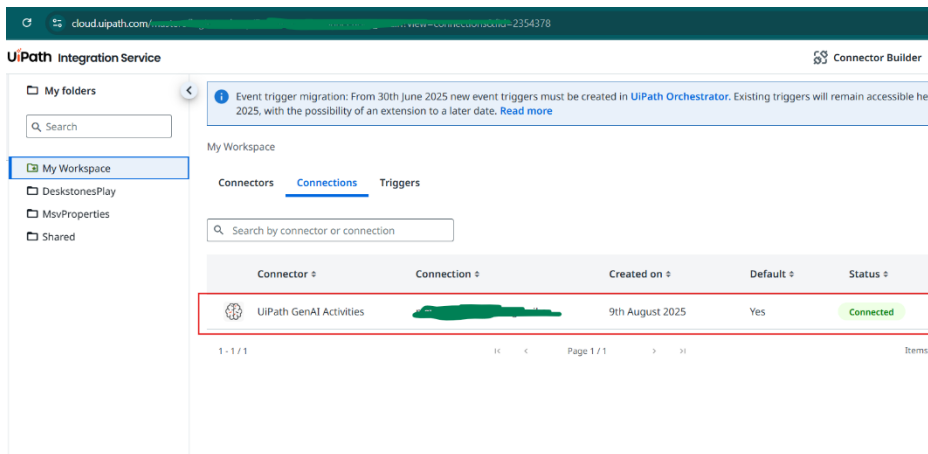 cloud.uipath.com/ 2354378
UiPath Integration Service
Connector Builder
My folders
Search
My Workspace
DeskstonesPlay
MsvProperties
Shared
Event trigger migration: From 30th June 2025 new event triggers must be created in UiPath Orchestrator. Existing triggers will remain accessible he
2025, with the possibility of an extension to a later date. Read more
My Workspace
Connectors Connections Triggers
Search by connector or connection
Connector Connection Created on Default Status
UiPath GenAI Activities 9th August 2025 Yes Connected
1 - 1 / 1 Page 1 / 1 Items